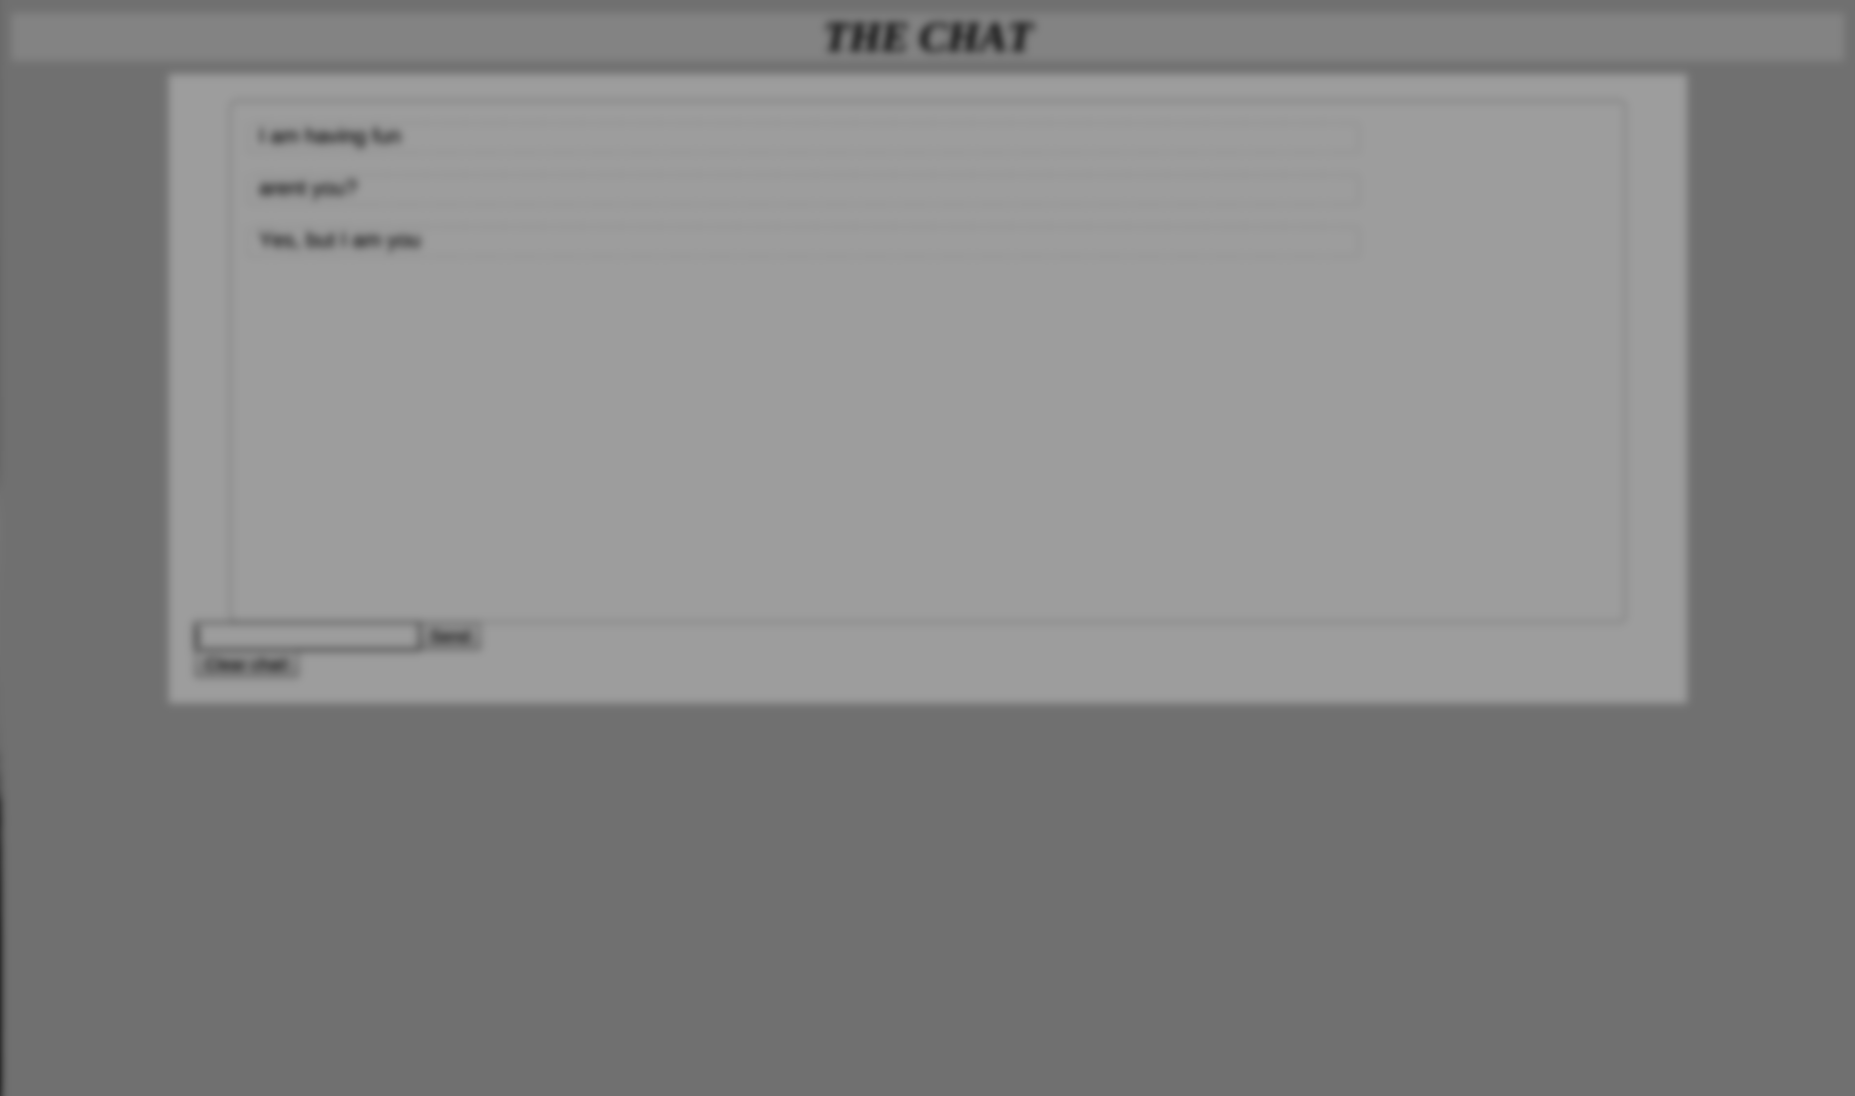 THE CHAT
I am having fun
arent you?
Yes, but I am you
Send
Clear chat